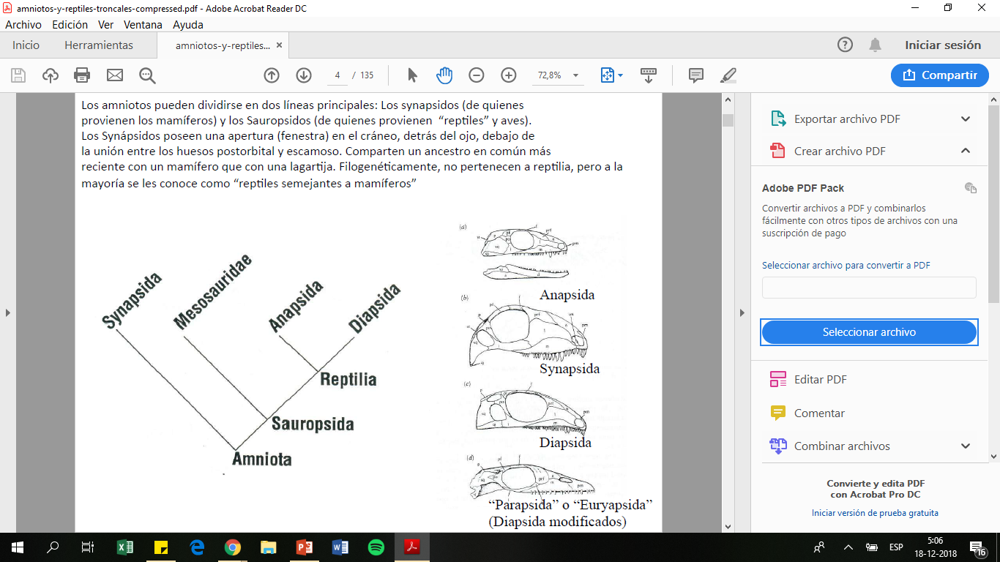 amniotos-y-reptiles-troncales-compressed.pdf - Adobe Acrobat Reader DC
Archivo Edición Ver Ventana Ayuda
Inicio Herramientas amniotos-y-reptiles... Iniciar sesión
4 / 135 72,8% Compartir
Los amniotos pueden dividirse en dos líneas principales: Los synapsidos (de quienes
provienen los mamíferos) y los Sauropsidos (de quienes provienen “reptiles” y aves).
Los Synápsidos poseen una apertura (fenestra) en el cráneo, detrás del ojo, debajo de
la unión entre los huesos postorbital y escamoso. Comparten un ancestro en común más
reciente con un mamífero que con una lagartija. Filogenéticamente, no pertenecen a reptilia, pero a la
mayoría se les conoce como “reptiles semejantes a mamíferos”
Synapsida
Mesosauridae
Anapsida
Diapsida
Reptilia
Sauropsida
Amniota
(a)
Anapsida
(b)
Synapsida
(c)
Diapsida
(d)
“Parapsida” o “Euryapsida”
(Diapsida modificados)
Exportar archivo PDF
Crear archivo PDF
Adobe PDF Pack
Convertir archivos a PDF y combinarlos
fácilmente con otros tipos de archivos con una
suscripción de pago
Seleccionar archivo para convertir a PDF
Seleccionar archivo
Editar PDF
Comentar
Combinar archivos
Convierte y edita PDF
con Acrobat Pro DC
Iniciar versión de prueba gratuita
ESP
5:06
18-12-2018
16